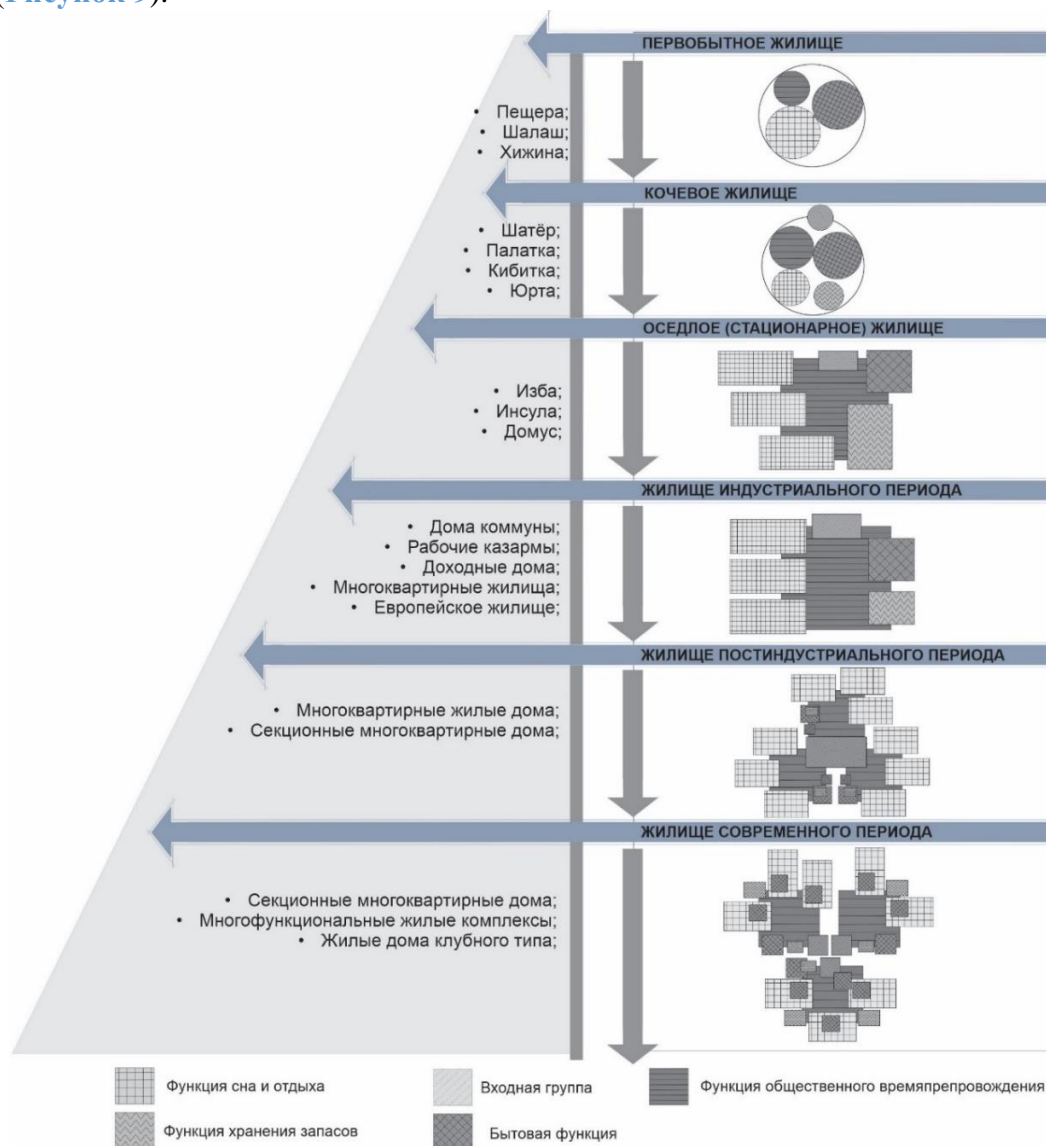 (Рисунок 9).
ПЕРВОБЫТНОЕ ЖИЛИЩЕ
• Пещера;
• Шалаш;
• Хижина;
КОЧЕВОЕ ЖИЛИЩЕ
• Шатёр;
• Палатка;
• Кибитка;
• Юрта;
ОСЕДЛОЕ (СТАЦИОНАРНОЕ) ЖИЛИЩЕ
• Изба;
• Инсула;
• Домус;
ЖИЛИЩЕ ИНДУСТРИАЛЬНОГО ПЕРИОДА
• Дома коммуны;
• Рабочие казармы;
• Доходные дома;
• Многоквартирные жилища;
• Европейское жилище;
ЖИЛИЩЕ ПОСТИНДУСТРИАЛЬНОГО ПЕРИОДА
• Многоквартирные жилые дома;
• Секционные многоквартирные дома;
ЖИЛИЩЕ СОВРЕМЕННОГО ПЕРИОДА
• Секционные многоквартирные дома;
• Многофункциональные жилые комплексы;
• Жилые дома клубного типа;
Функция сна и отдыха
Входная группа
Функция общественного времяпрепровождения
Функция хранения запасов
Бытовая функция